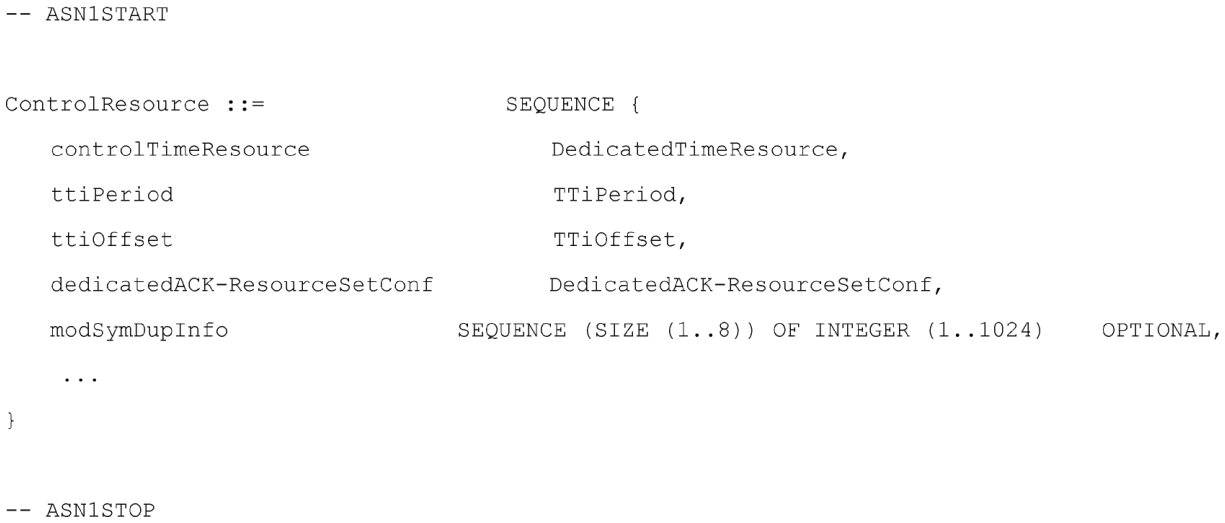 -- ASN1START
ControlResource ::= SEQUENCE {
controlTimeResource DedicatedTimeResource,
ttiPeriod TTiPeriod,
ttiOffset TTiOffset,
dedicatedACK-ResourceSetConf DedicatedACK-ResourceSetConf,
modSymDupInfo SEQUENCE (SIZE (1..8)) OF INTEGER (1..1024) OPTIONAL,
...
}
-- ASN1STOP